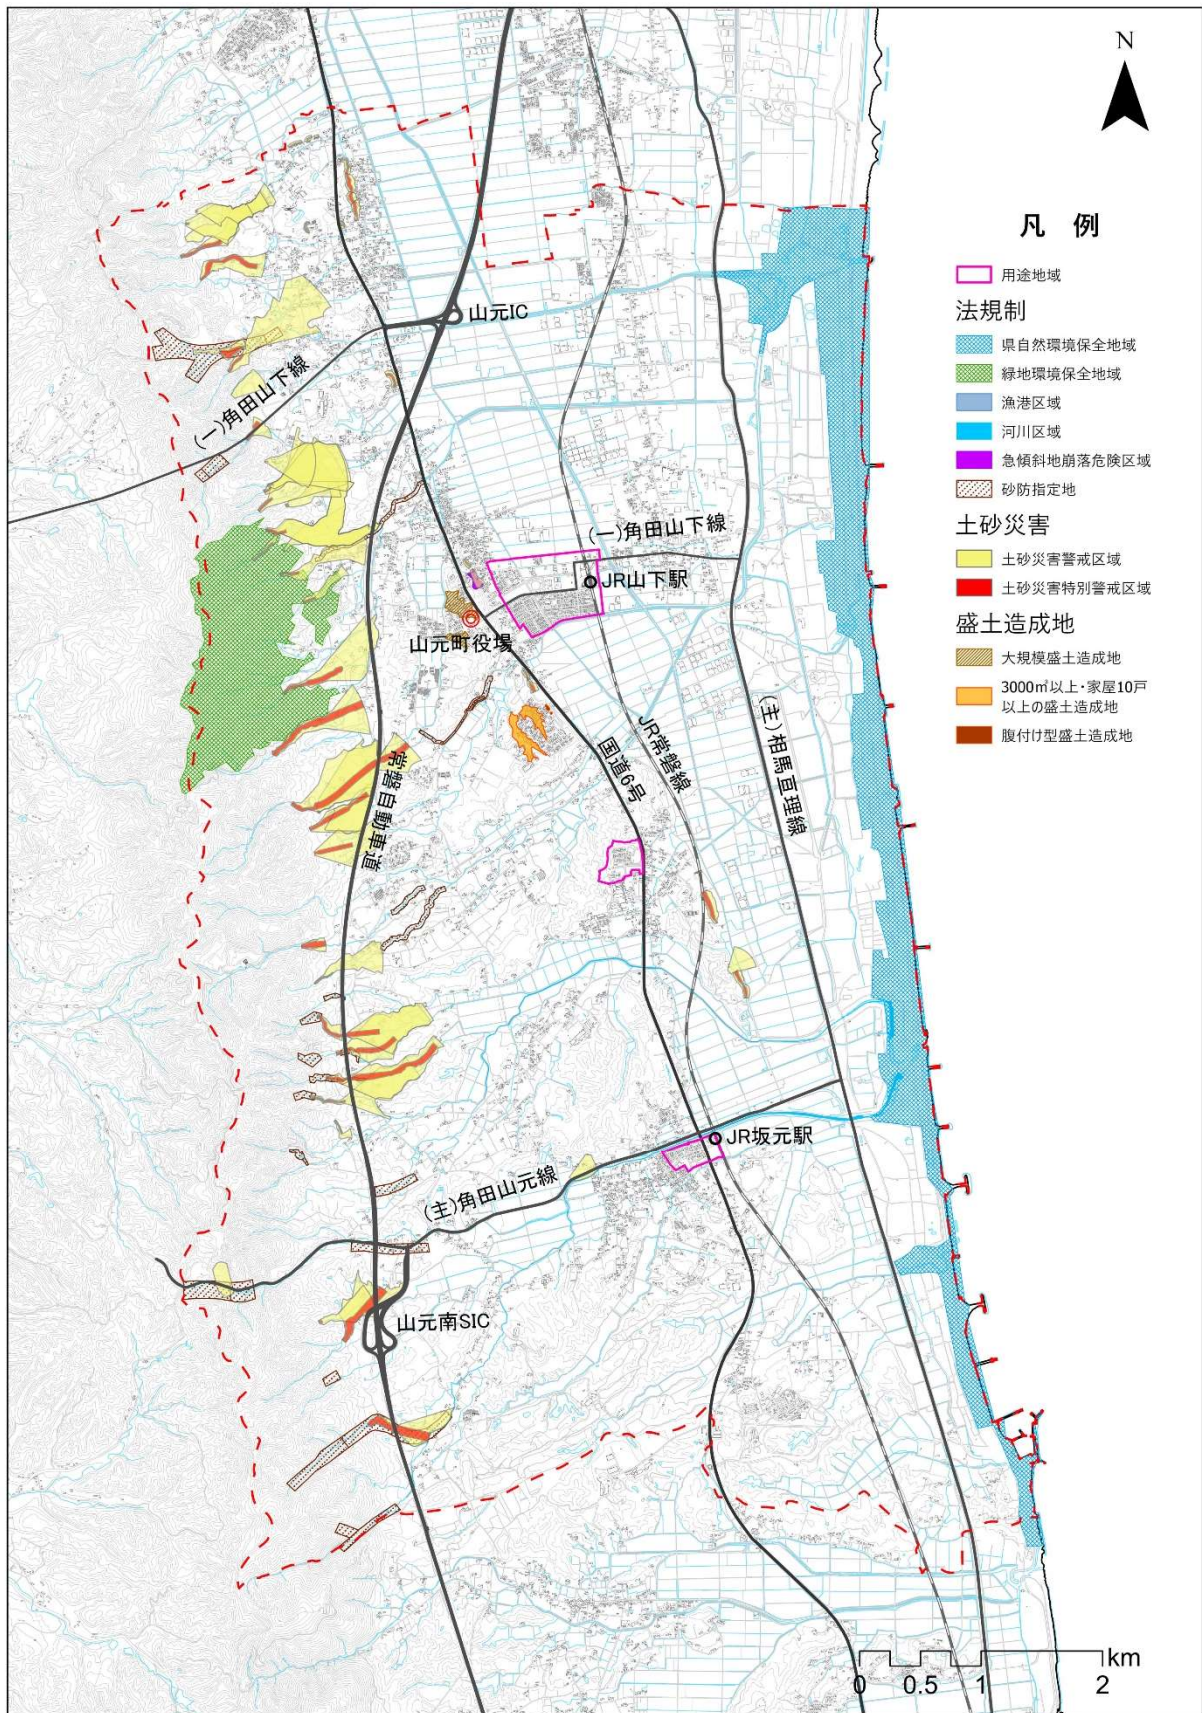 N
凡 例
用途地域
法規制
県自然環境保全地域
緑地環境保全地域
漁港区域
河川区域
急傾斜地崩落危険区域
砂防指定地
土砂災害
土砂災害警戒区域
土砂災害特別警戒区域
盛土造成地
大規模盛土造成地
3000㎡以上・家屋10戸
以上の盛土造成地
腹付け型盛土造成地
山元IC
(一)角田山下線
(一)角田山下線
JR山下駅
山元町役場
JR常磐線
国道6号
(主)相馬亘理線
常磐自動車道
JR坂元駅
(主)角田山元線
山元南SIC
km
0 0.5 1 2